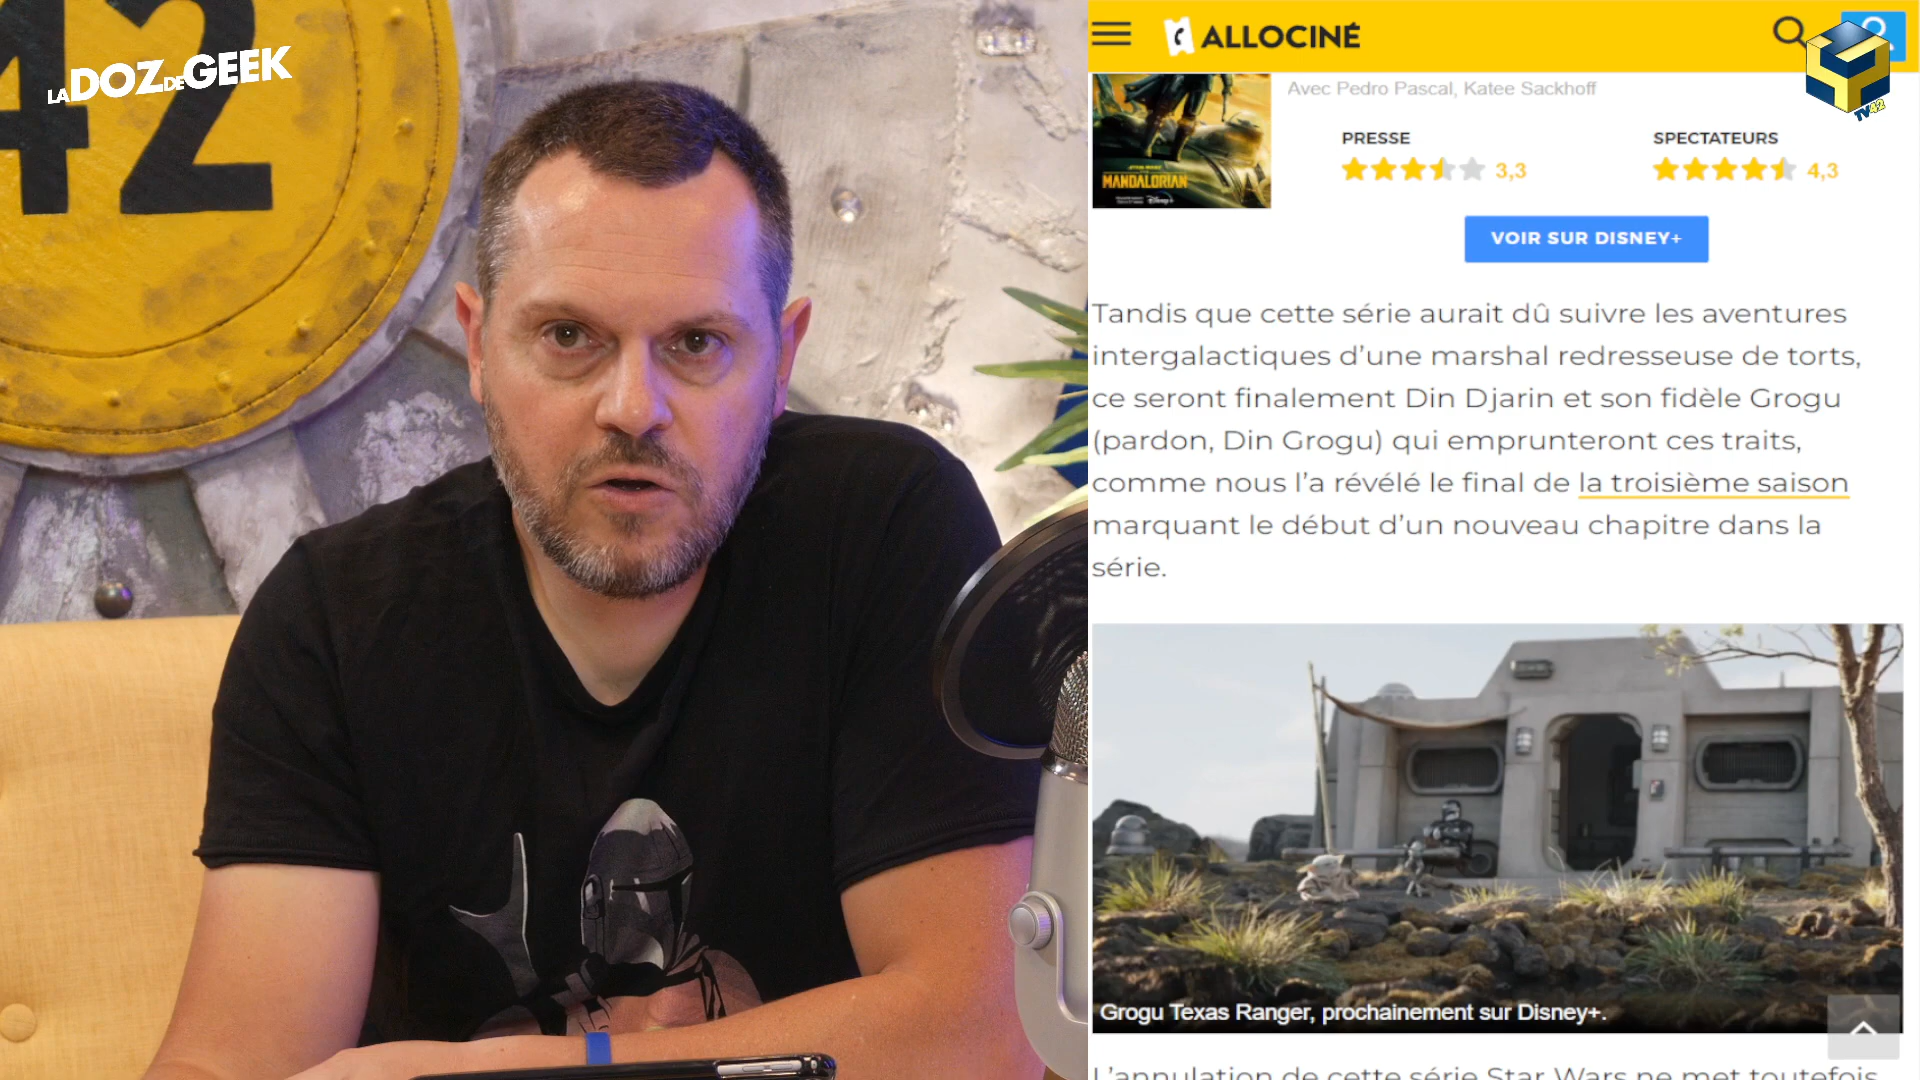 42
LA DOZ DE GEEK
ALLOCINÉ
TV42
Avec Pedro Pascal, Katee Sackhoff
STAR WARS
THE
MANDALORIAN
Disney+
PRESSE
3,3
SPECTATEURS
4,3
VOIR SUR DISNEY+
Tandis que cette série aurait dû suivre les aventures
intergalactiques d’une marshal redresseuse de torts,
ce seront finalement Din Djarin et son fidèle Grogu
(pardon, Din Grogu) qui emprunteront ces traits,
comme nous l’a révélé le final de la troisième saison
marquant le début d’un nouveau chapitre dans la
série.
Grogu Texas Ranger, prochainement sur Disney+.
L’annulation de cette série Star Wars ne met toutefois